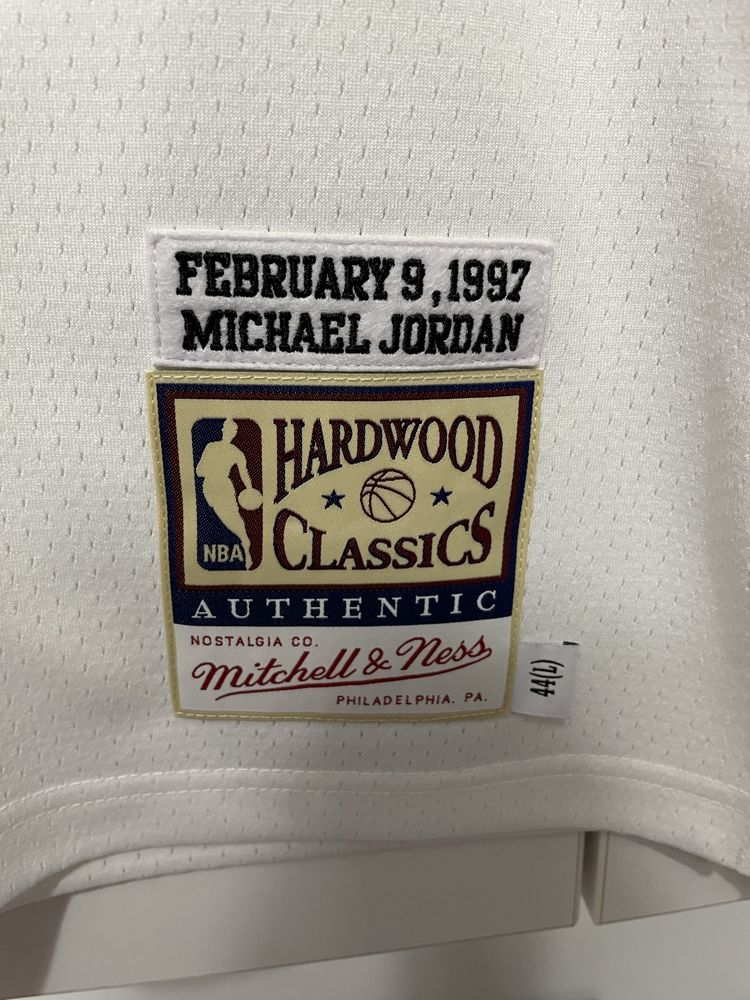 FEBRUARY 9, 1997
MICHAEL JORDAN
HARDWOOD
CLASSICS
NBA
AUTHENTIC
NOSTALGIA CO.
Mitchell & Ness
PHILADELPHIA. PA.
44(L)